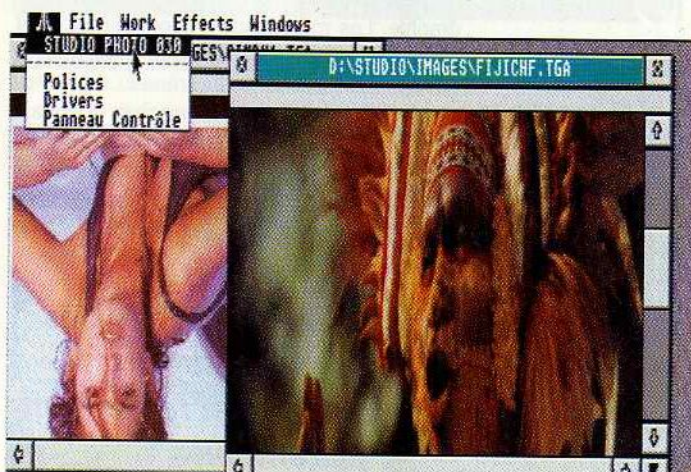 File Work Effects Windows
STUDIO PHOTO 030
D:\STUDIO\IMAGES\FIJICHF.TGA
Polices
Drivers
Panneau Contrôle